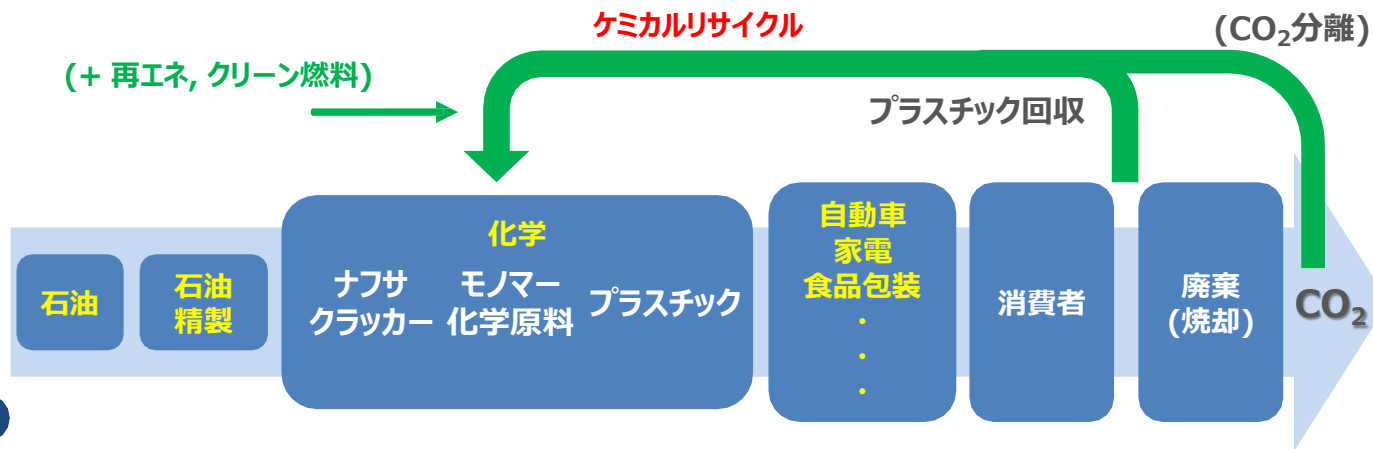 ケミカルリサイクル
(CO₂分離)
(+ 再エネ, クリーン燃料)
プラスチック回収
石油
石油
精製
化学
ナフサ
クラッカー
モノマー
化学原料
プラスチック
自動車
家電
食品包装
・
・
・
消費者
廃棄
(焼却)
CO₂